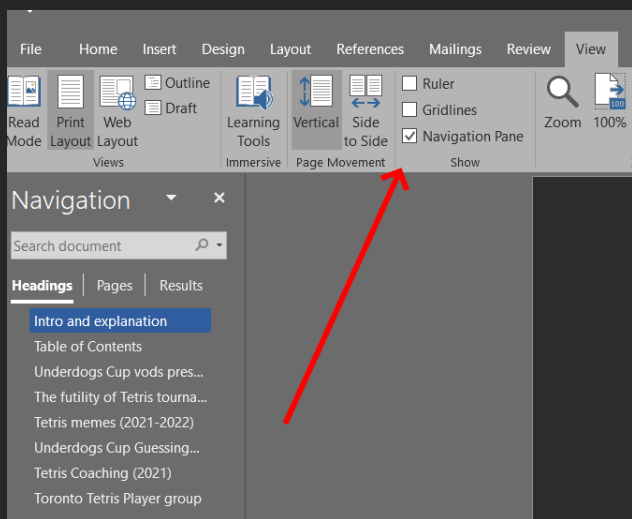 File Home Insert Design Layout References Mailings Review View
Read Mode
Print Layout
Web Layout
Outline
Draft
Views
Learning Tools
Immersive
Vertical
Side to Side
Page Movement
Ruler
Gridlines
Navigation Pane
Show
Zoom
100
100%
Navigation
Search document
Headings Pages Results
Intro and explanation
Table of Contents
Underdogs Cup vods pres...
The futility of Tetris tourna...
Tetris memes (2021-2022)
Underdogs Cup Guessing...
Tetris Coaching (2021)
Toronto Tetris Player group